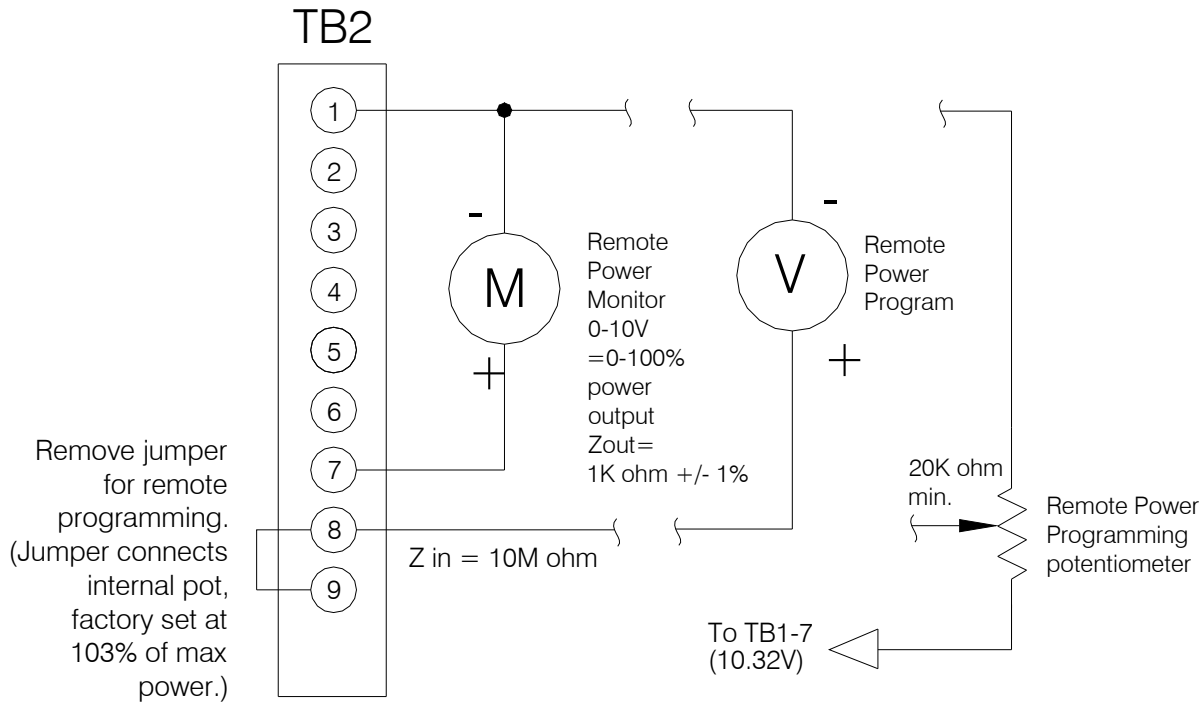 TB2
1
2
3
4
5
6
7
8
9
-
M
+
Remote
Power
Monitor
0-10V
=0-100%
power
output
Zout=
1K ohm +/- 1%
-
V
+
Remote
Power
Program
Remove jumper
for remote
programming.
(Jumper connects
internal pot,
factory set at
103% of max
power.)
Z in = 10M ohm
20K ohm
min.
Remote Power
Programming
potentiometer
To TB1-7
(10.32V)